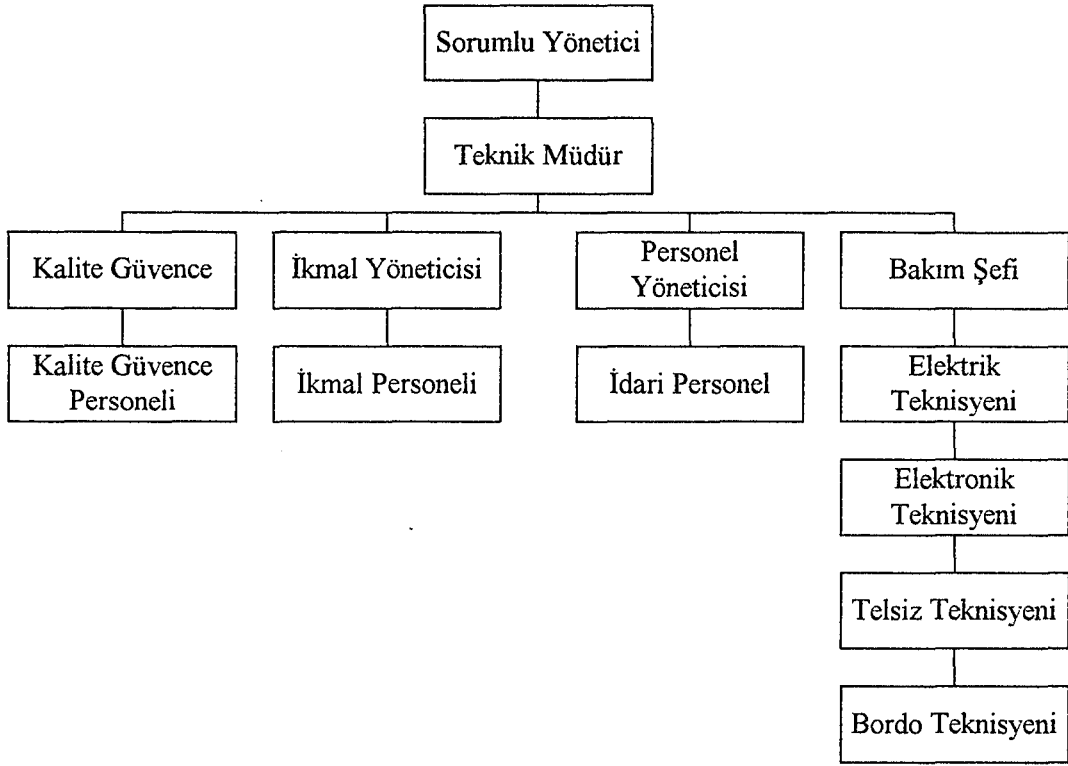 Sorumlu Yönetici
Teknik Müdür
Kalite Güvence
İkmal Yöneticisi
Personel
Yöneticisi
Bakım Şefi
Kalite Güvence
Personeli
İkmal Personeli
İdari Personel
Elektrik
Teknisyeni
Elektronik
Teknisyeni
Telsiz Teknisyeni
Bordo Teknisyeni